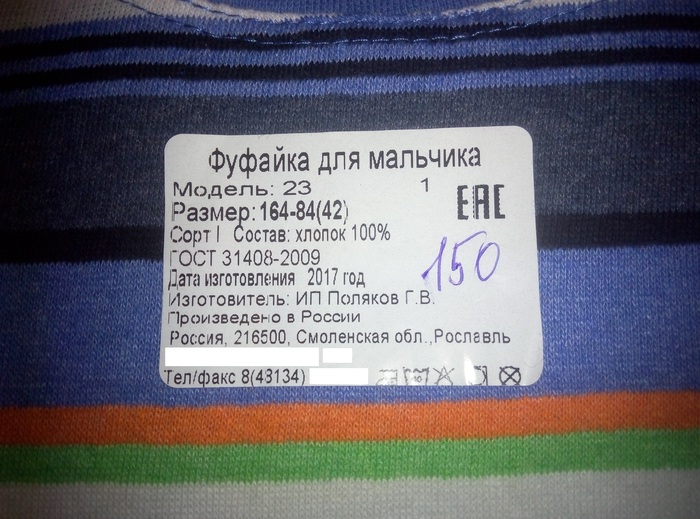 Фуфайка для мальчика
Модель: 23 1
Размер: 164-84(42) EAC
Сорт I Состав: хлопок 100%
ГОСТ 31408-2009 150
Дата изготовления 2017 год
Изготовитель: ИП Поляков Г.В.
Произведено в России
Россия, 216500, Смоленская обл.,Рославль
Тел/факс 8(48134)